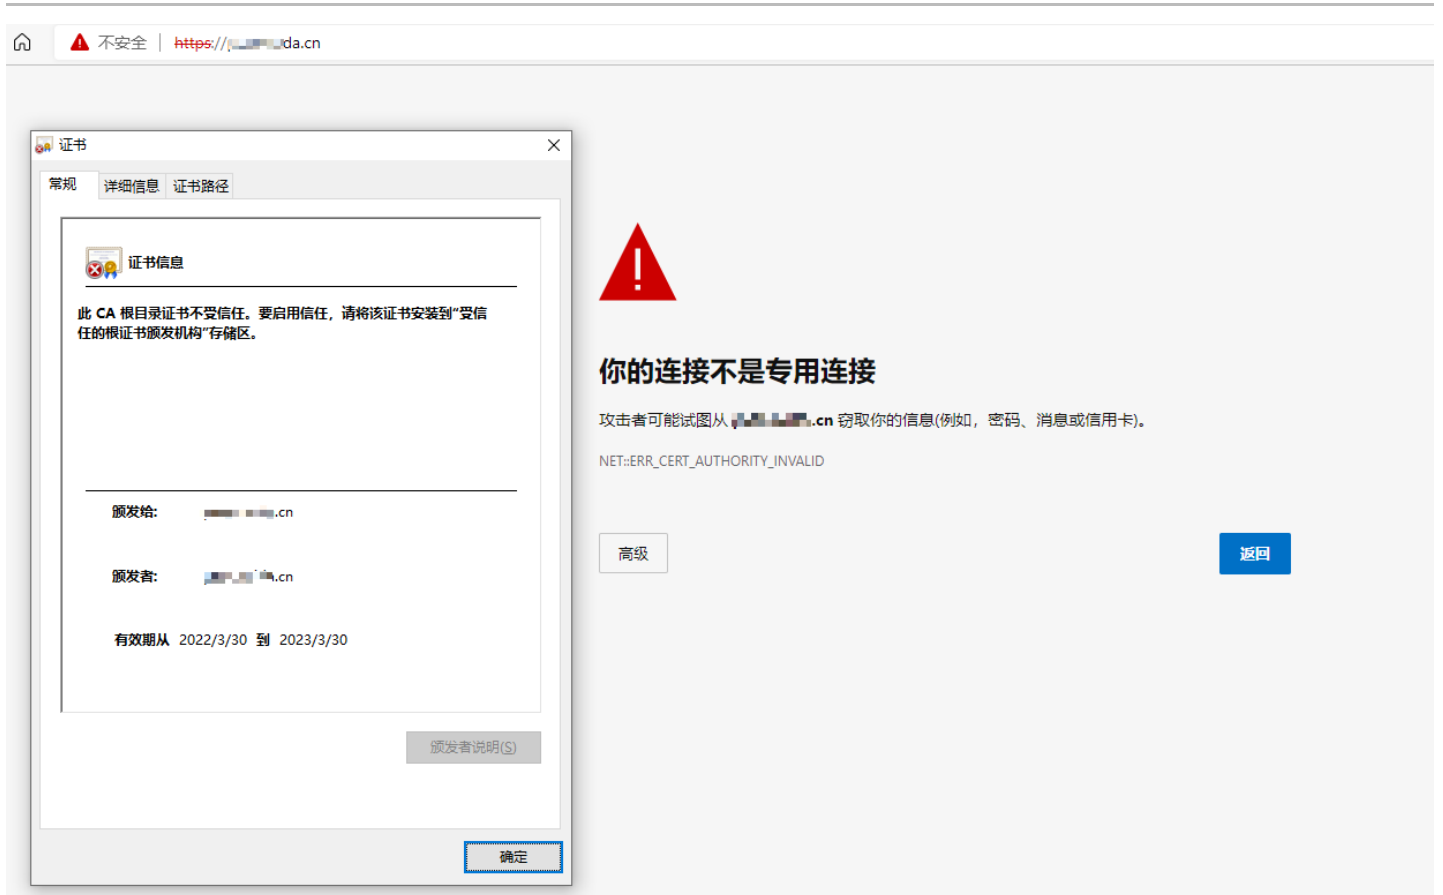 不安全 | https://da.cn
证书
常规 详细信息 证书路径
证书信息
此 CA 根目录证书不受信任。要启用信任，请将该证书安装到"受信
任的根证书颁发机构"存储区。
颁发给: .cn
颁发者: .cn
有效期从 2022/3/30 到 2023/3/30
颁发者说明(S)
确定
你的连接不是专用连接
攻击者可能试图从 .cn 窃取你的信息(例如，密码、消息或信用卡)。
NET::ERR_CERT_AUTHORITY_INVALID
高级
返回